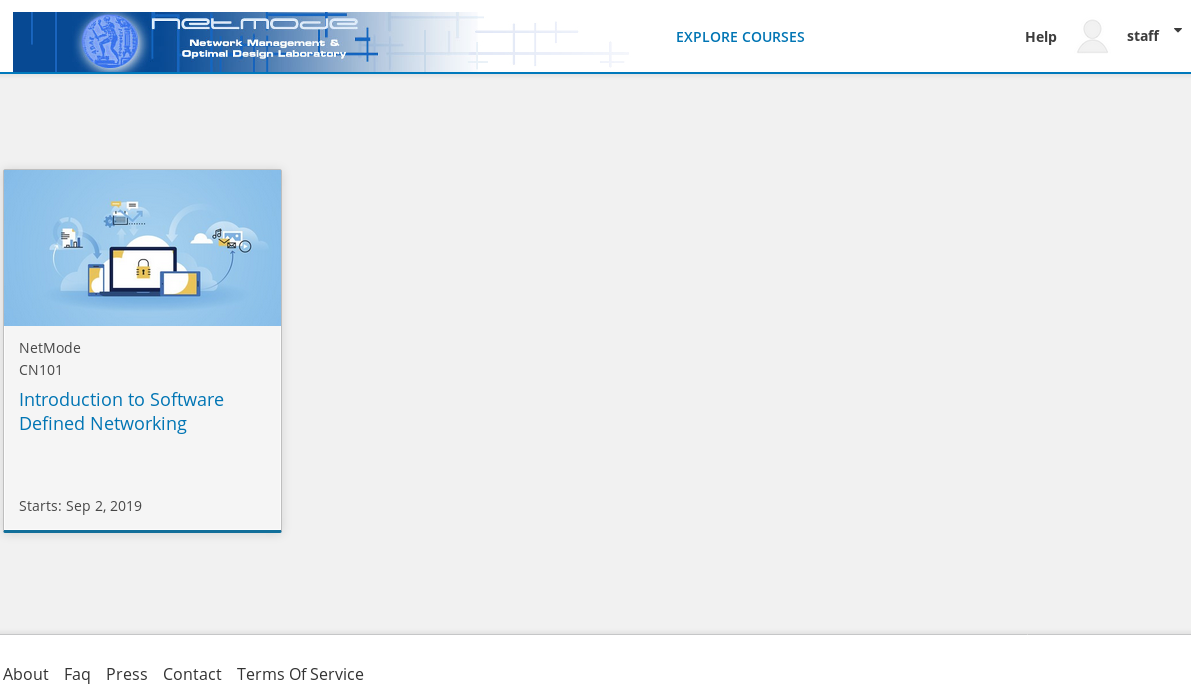 netmode
Network Management &
Optimal Design Laboratory
EXPLORE COURSES
Help
staff
NetMode
CN101
Introduction to Software
Defined Networking
Starts: Sep 2, 2019
About Faq Press Contact Terms Of Service